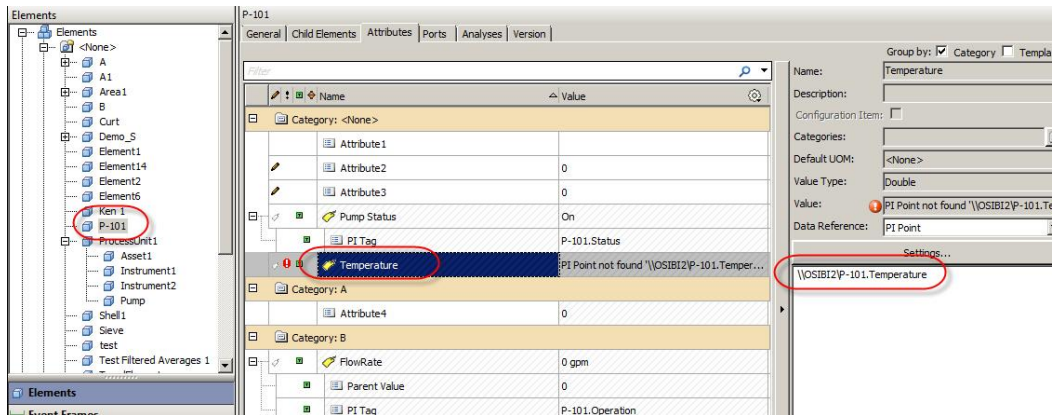 Elements
Elements
<None>
A
A1
Area1
B
Curt
Demo_S
Element1
Element14
Element2
Element6
Ken 1
P-101
ProcessUnit1
Asset1
Instrument1
Instrument2
Pump
Shell1
Sieve
test
Test Filtered Averages 1
Elements
Event Frames
P-101
General Child Elements Attributes Ports Analyses Version
Filter
Name Value
Category: <None>
Attribute1
Attribute2 0
Attribute3 0
Pump Status On
PI Tag P-101.Status
Temperature PI Point not found '\\OSIBI2\P-101.Temper...
Category: A
Attribute4 0
Category: B
FlowRate 0 gpm
Parent Value 0
PI Tag P-101.Operation
Group by: Category Templa
Name: Temperature
Description:
Configuration Item:
Categories:
Default UOM: <None>
Value Type: Double
Value: PI Point not found '\\OSIBI2\P-101.Te
Data Reference: PI Point
Settings...
\\OSIBI2\P-101.Temperature